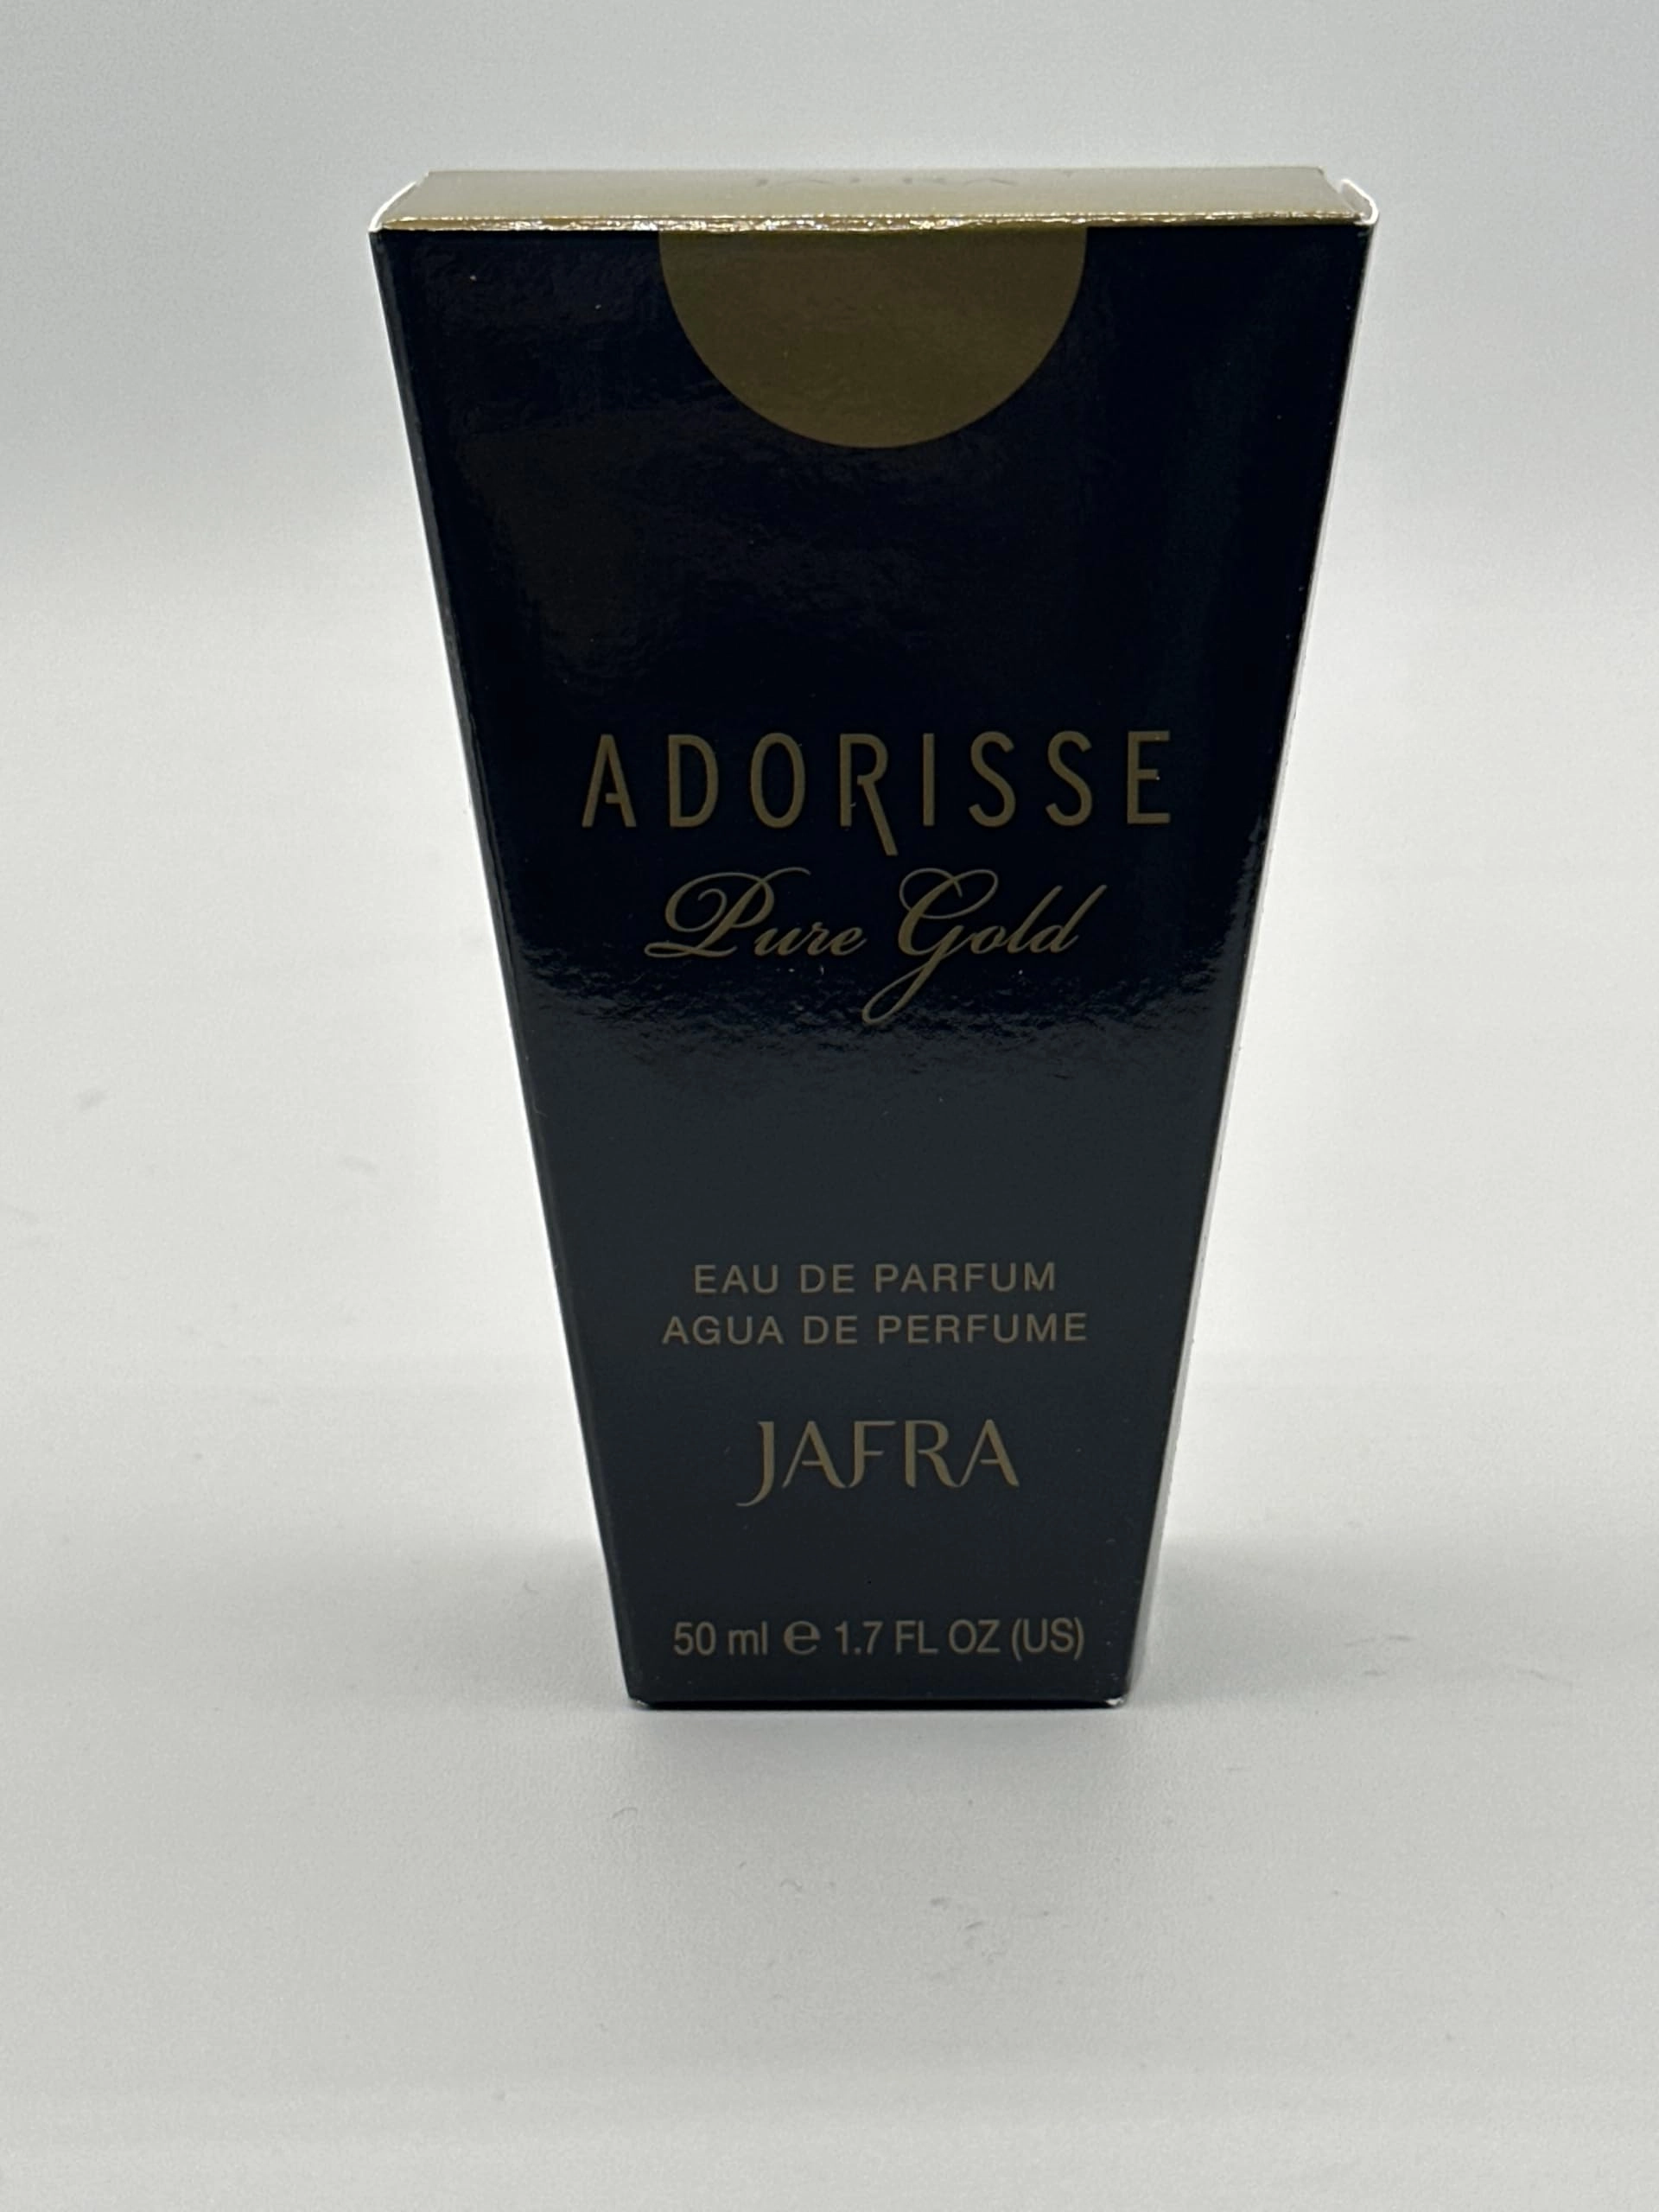 ADORISSE
Pure Gold
EAU DE PARFUM
AGUA DE PERFUME
JAFRA
50 ml ℮ 1.7 FL OZ (US)